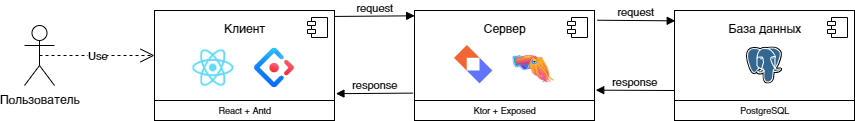 Пользователь
Use
Клиент
React + Antd
request
response
Сервер
Ktor + Exposed
request
response
База данных
PostgreSQL